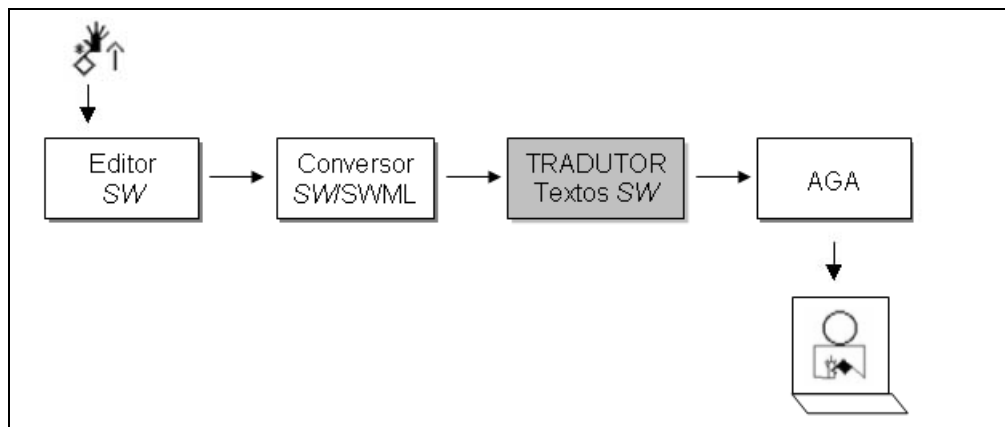 Editor
SW
Conversor
SW/SWML
TRADUTOR
Textos SW
AGA